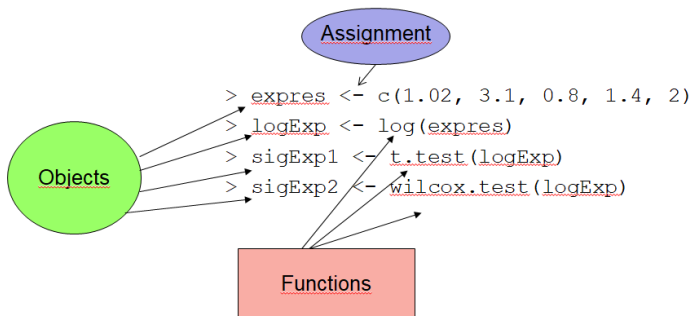 Assignment
> expres <- c(1.02, 3.1, 0.8, 1.4, 2)
> logExp <- log(expres)
> sigExp1 <- t.test(logExp)
> sigExp2 <- wilcox.test(logExp)
Objects
Functions